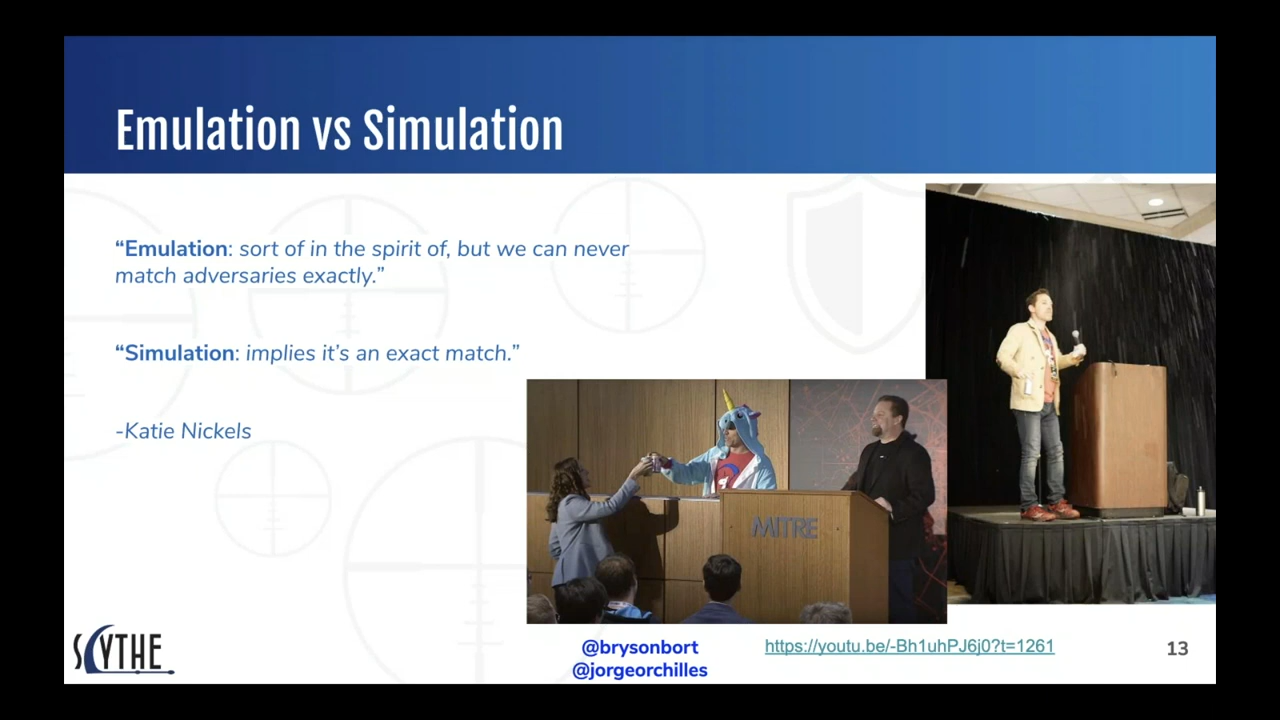 Emulation vs Simulation
“Emulation: sort of in the spirit of, but we can never
match adversaries exactly.”
“Simulation: implies it’s an exact match.”
-Katie Nickels
MITRE
SCYTHE
@brysonbort
@jorgeorchilles
https://youtu.be/-Bh1uhPJ6j0?t=1261
13